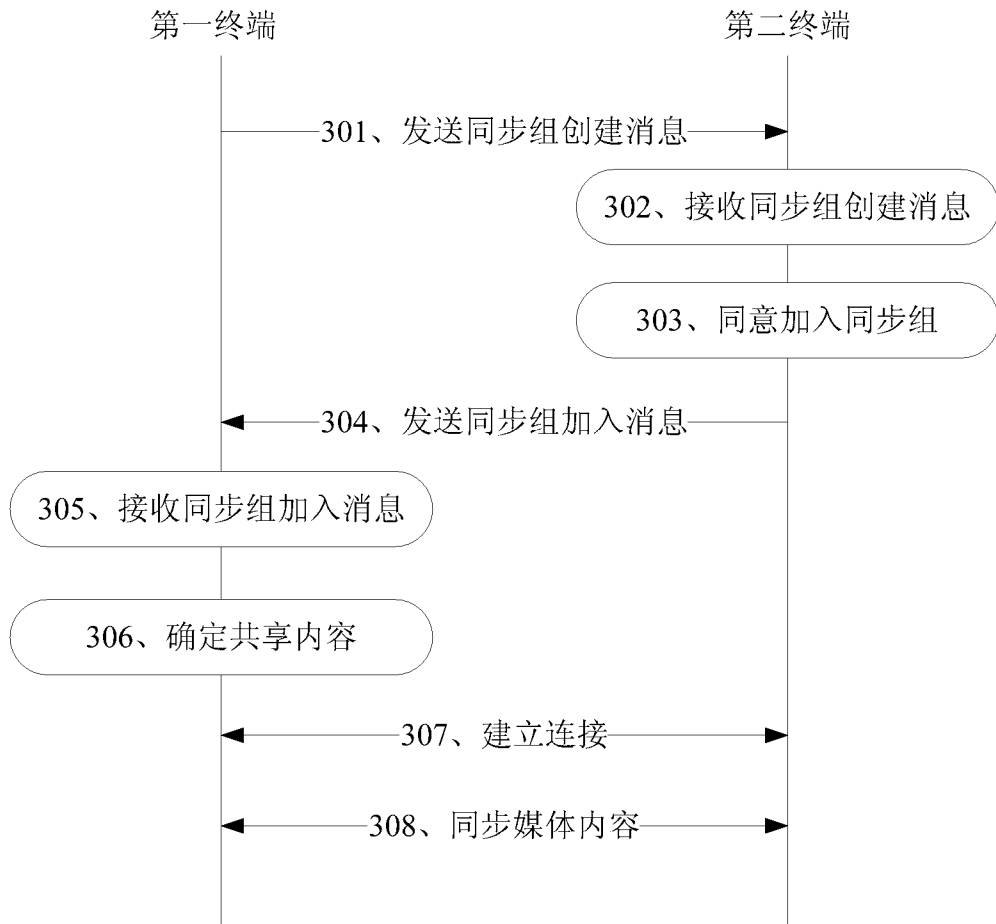 第一终端
第二终端
301、发送同步组创建消息
302、接收同步组创建消息
303、同意加入同步组
304、发送同步组加入消息
305、接收同步组加入消息
306、确定共享内容
307、建立连接
308、同步媒体内容